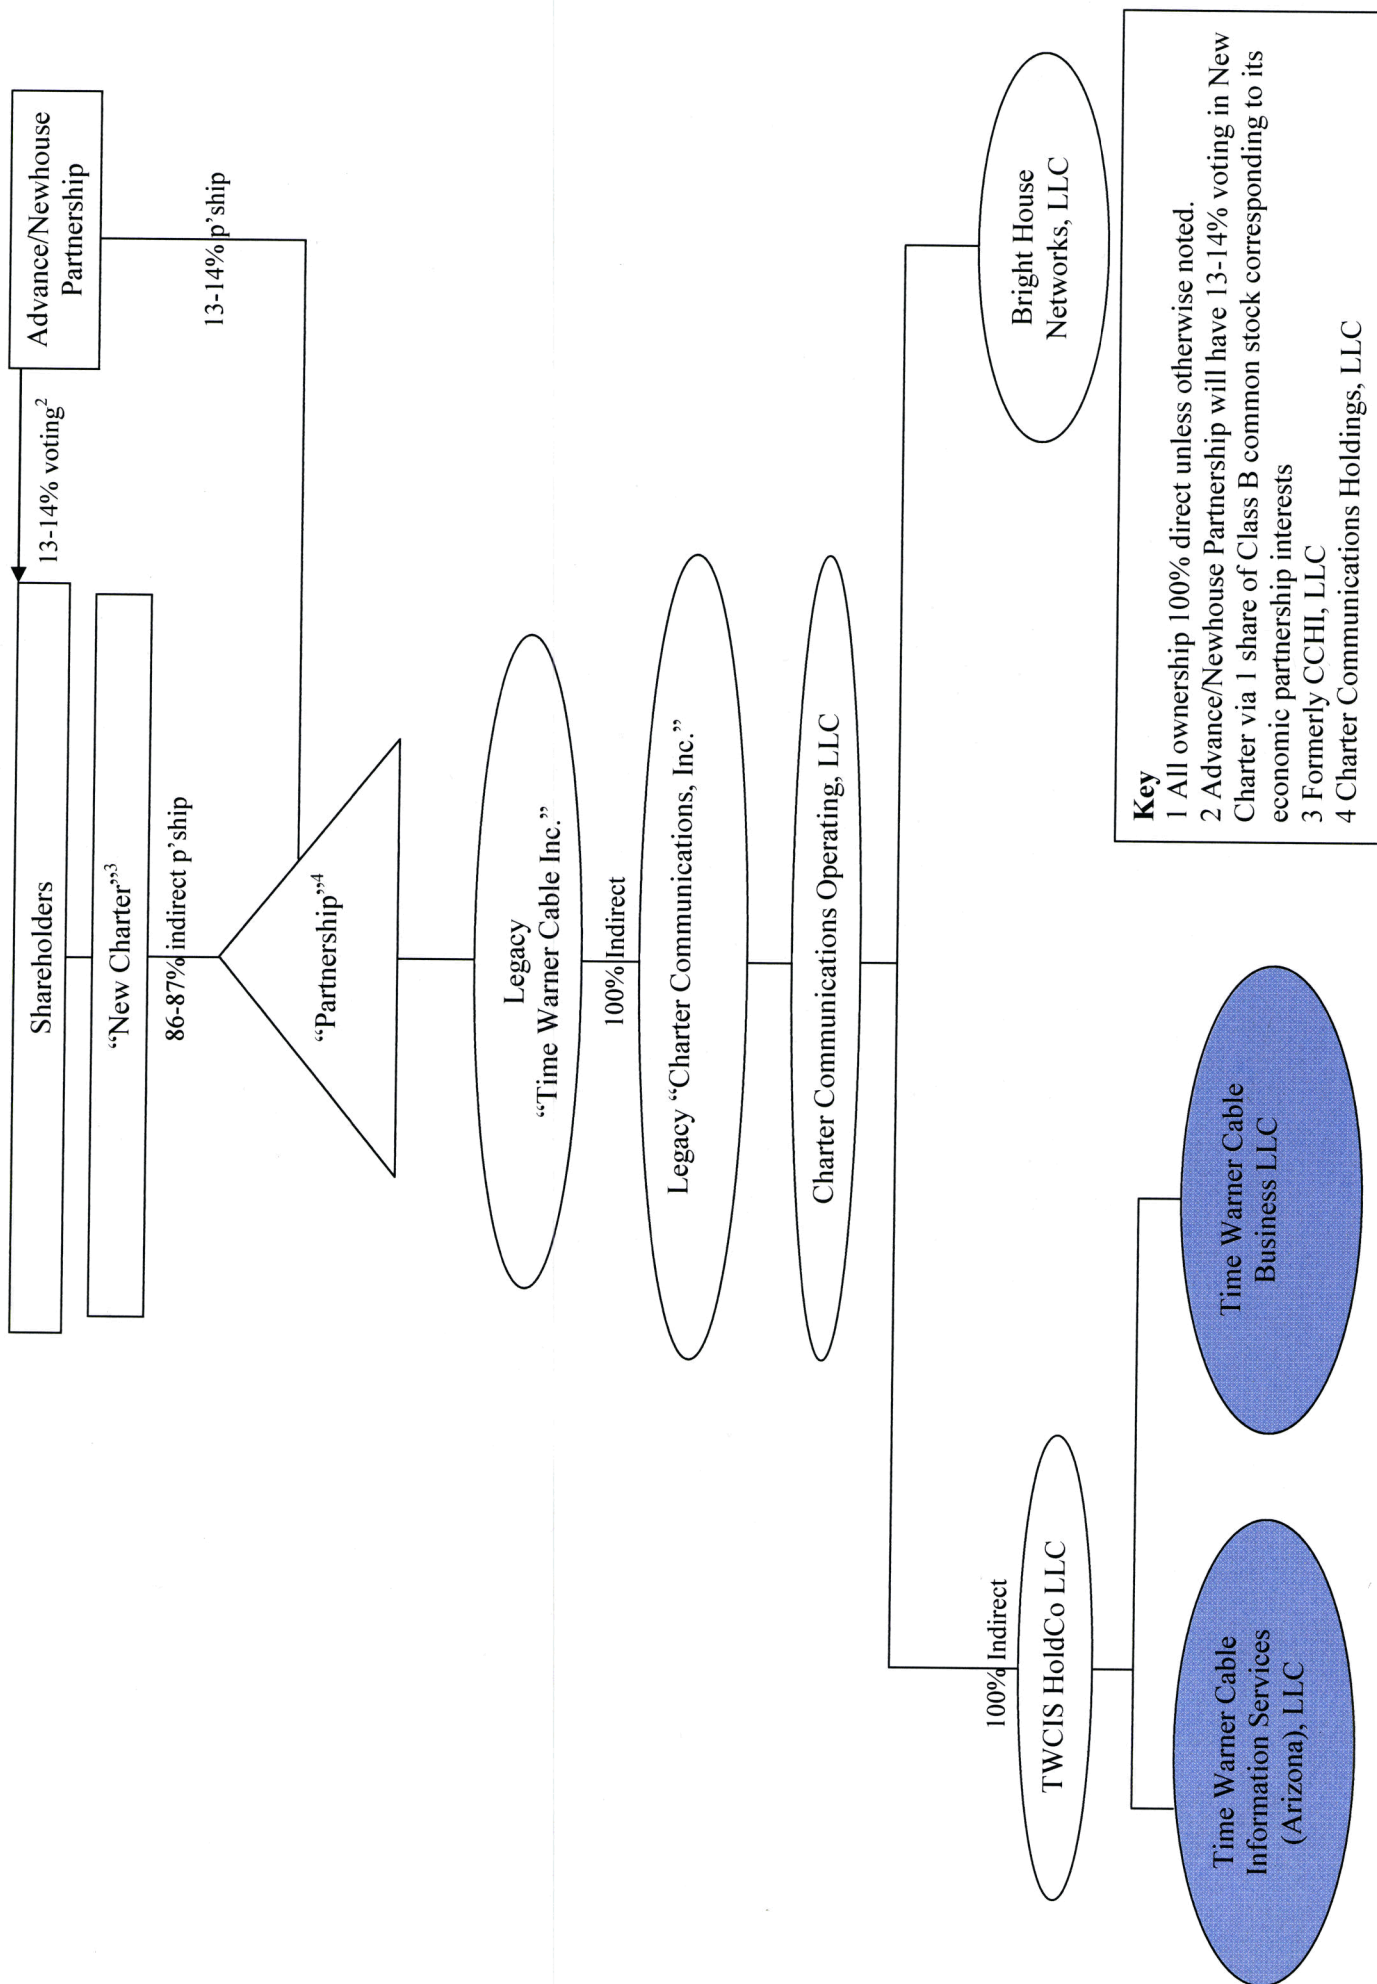 Advance/Newhouse
Partnership
13-14% voting2
13-14% p’ship
Shareholders
“New Charter”3
86-87% indirect p’ship
“Partnership”4
Legacy
“Time Warner Cable Inc.”
100% Indirect
Legacy “Charter Communications, Inc.”
Charter Communications Operating, LLC
100% Indirect
TWCIS HoldCo LLC
Bright House
Networks, LLC
Time Warner Cable
Information Services
(Arizona), LLC
Time Warner Cable
Business LLC
Key
1 All ownership 100% direct unless otherwise noted.
2 Advance/Newhouse Partnership will have 13-14% voting in New
Charter via 1 share of Class B common stock corresponding to its
economic partnership interests
3 Formerly CCHI, LLC
4 Charter Communications Holdings, LLC